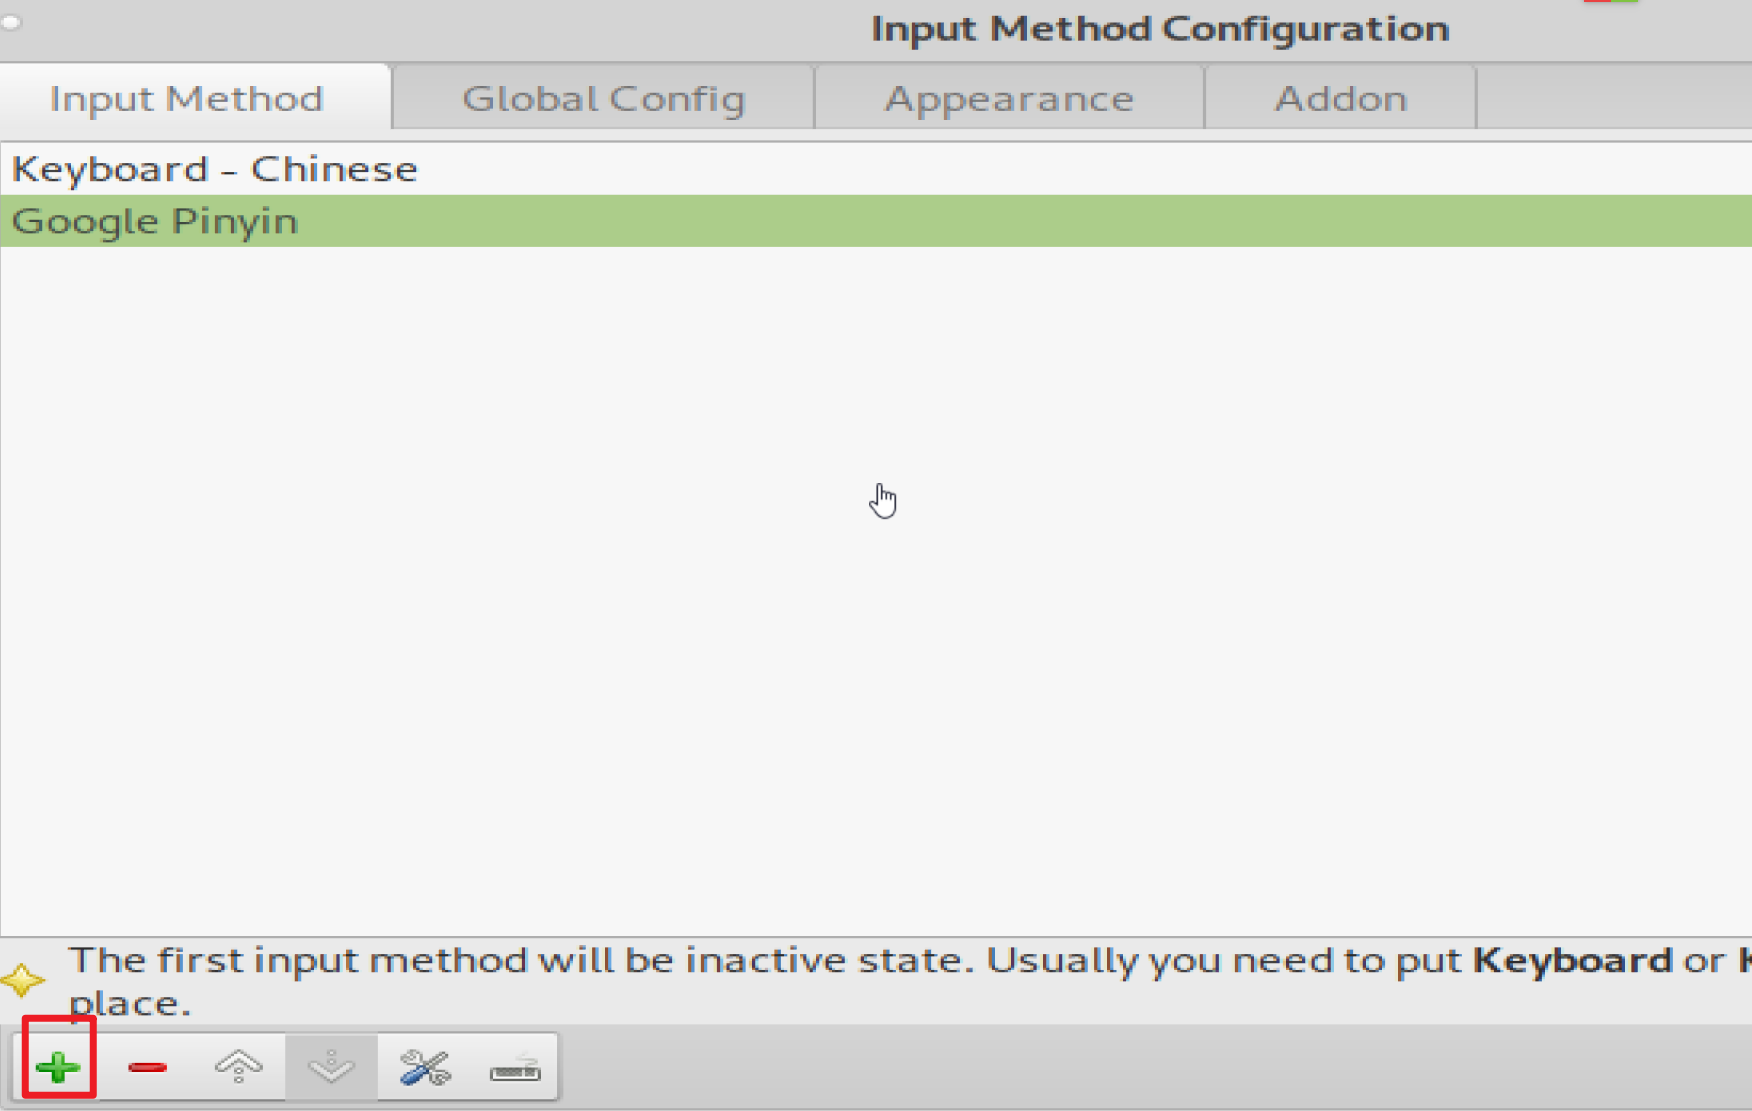 Input Method Configuration
Input Method Global Config Appearance Addon
Keyboard - Chinese
Google Pinyin
The first input method will be inactive state. Usually you need to put Keyboard or
place.